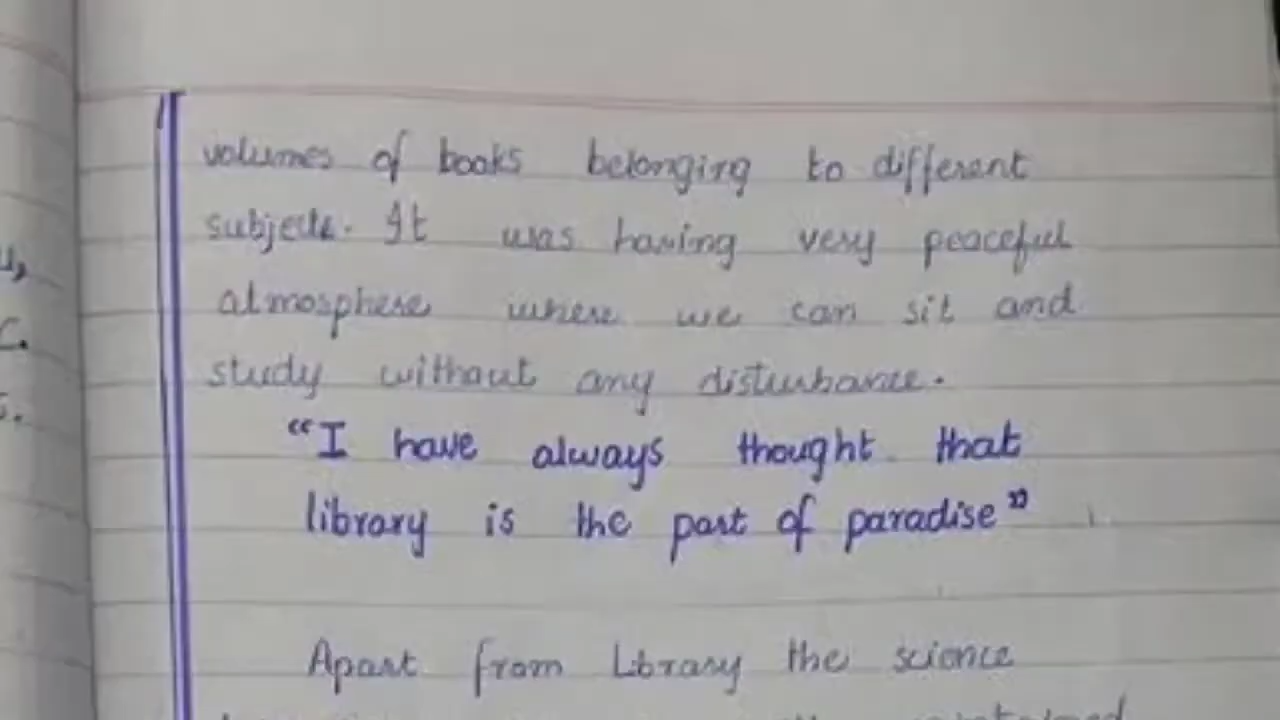 volumes of books belonging to different
subjects. It was having very peaceful
atmosphere where we can sit and
study without any disturbance.
“I have always thought that
library is the part of paradise”
Apart from Library the science